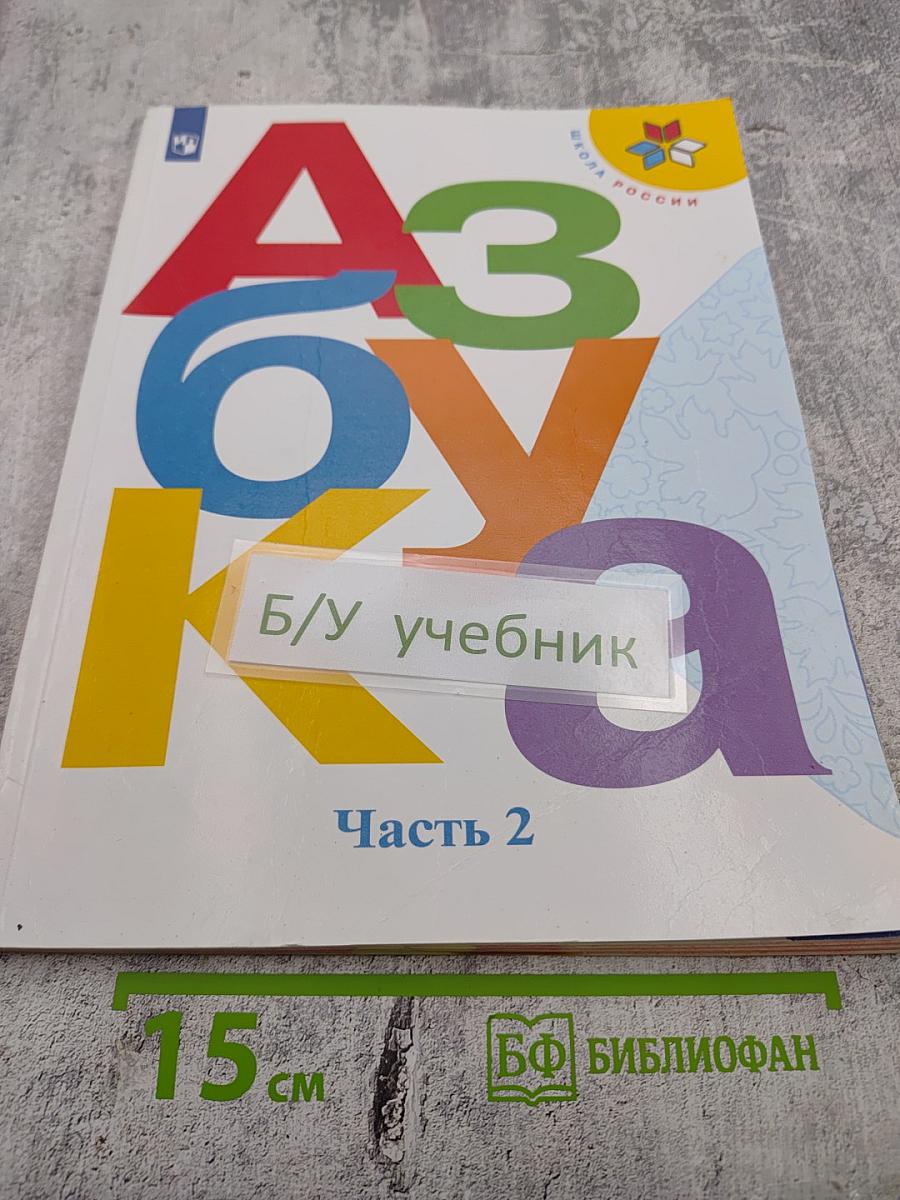 ШКОЛА РОССИИ
Аз
бу
Ка
Б/У учебник
Часть 2
15 см
БФ БИБЛИОФАН